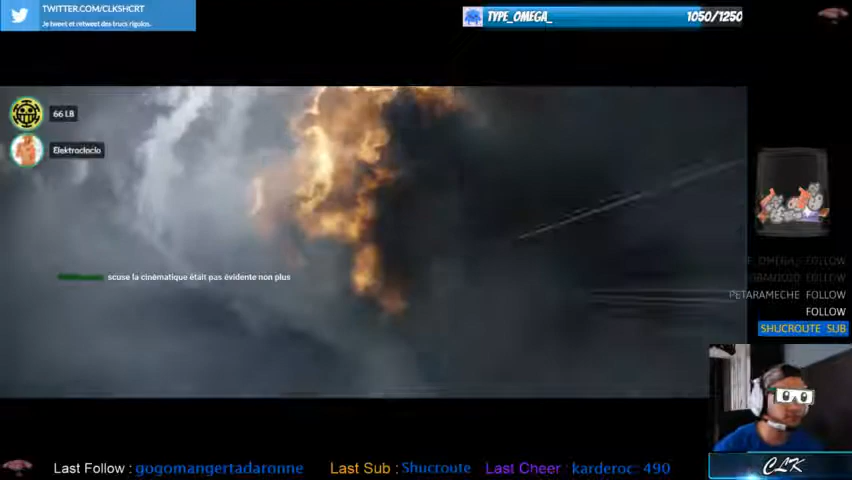 TWITTER.COM/CLKSHCRT
Je tweet et retweet des trucs rigolos.
TYPE_OMEGA_ 1050/1250
66 LB
Elektroclaclo
scuse la cinématique était pas évidente non plus
FOLLOW
FOLLOW
PETARAMECHE FOLLOW
FOLLOW
SHUCROUTE SUB
CLK
Last Follow : gogomangertadaronne Last Sub : Shucroute Last Cheer : karderoc: 490